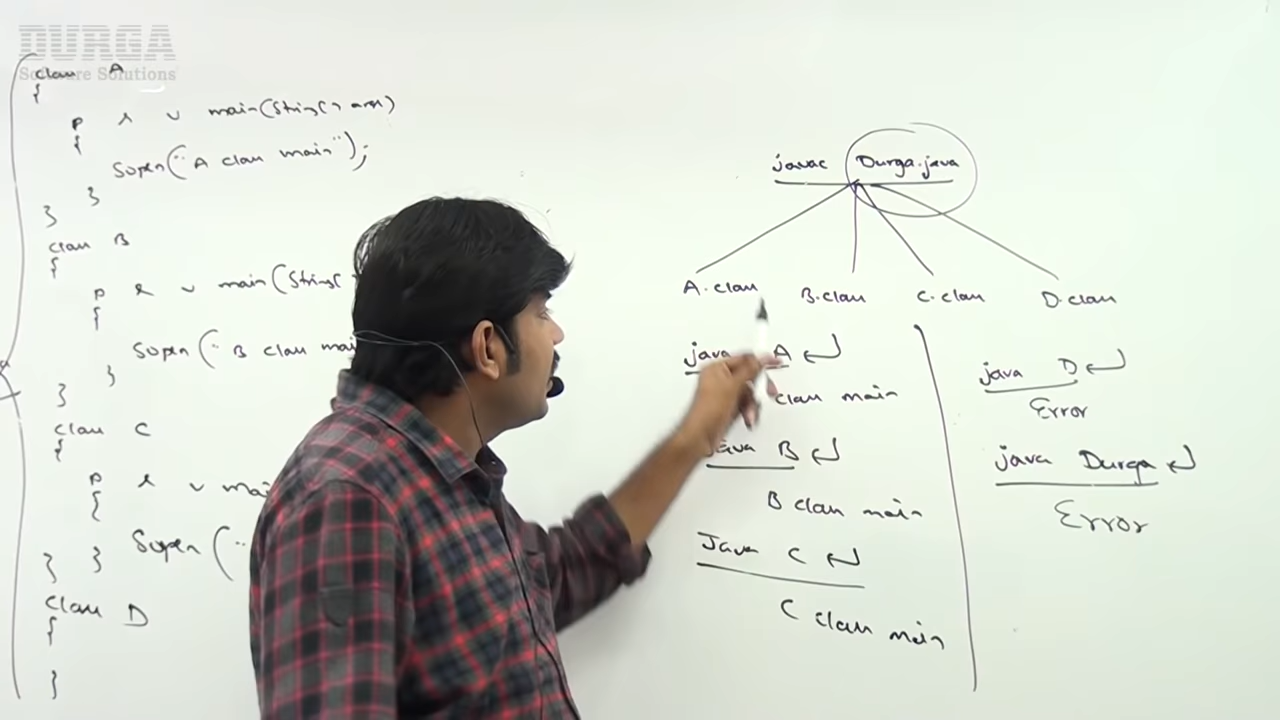 DURGA
Software Solutions
class A
{
p s v main(String[] args)
{
Sopln("A class main");
}
}
class B
{
p s v main(String[
{
Sopln("B class mai
}
}
class C
{
p s v mai
{
Sopln("
}
}
class D
{
}
javac Durga.java
A.class B.class C.class D.class
java A
class main
java B
B class main
Java C
C class main
java D
Error
java Durga
Error